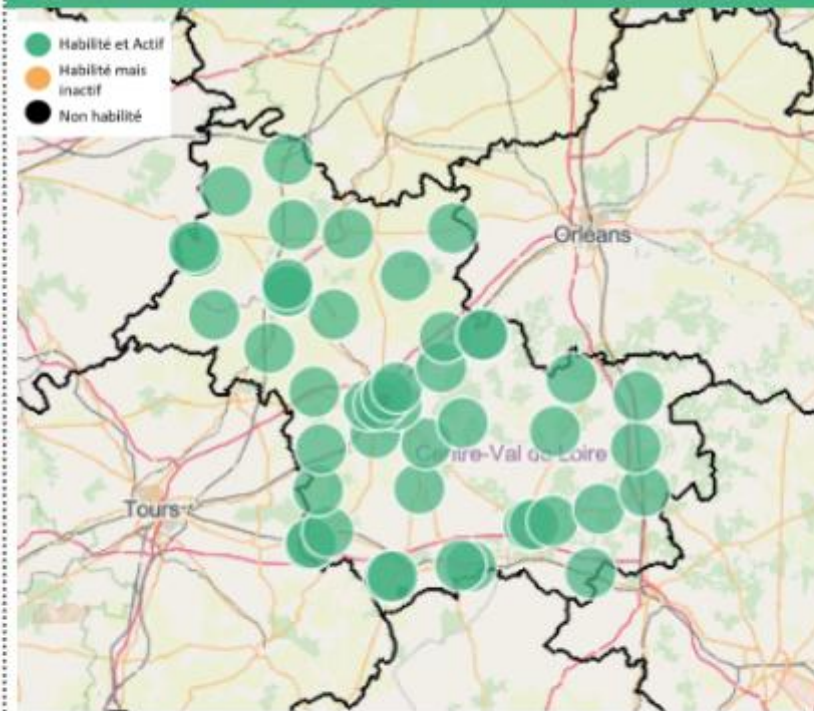 Habilité et Actif
Habilité mais
inactif
Non habilité
Orléans
Centre-Val de Loire
Tours